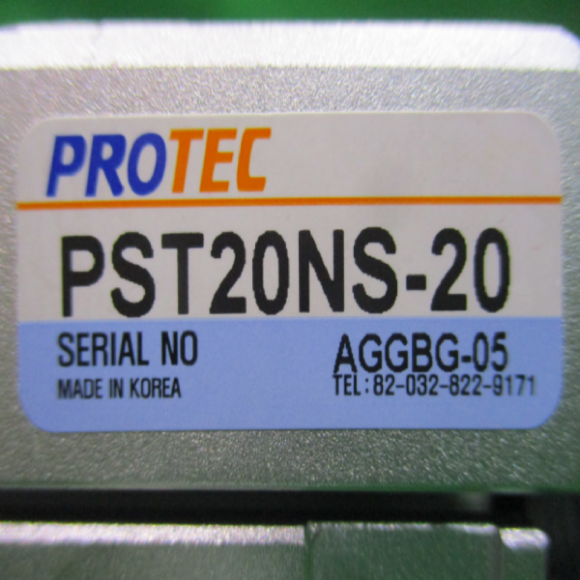 PROTEC
PST20NS-20
SERIAL NO AGGBG-05
MADE IN KOREA TEL:82-032-822-9171